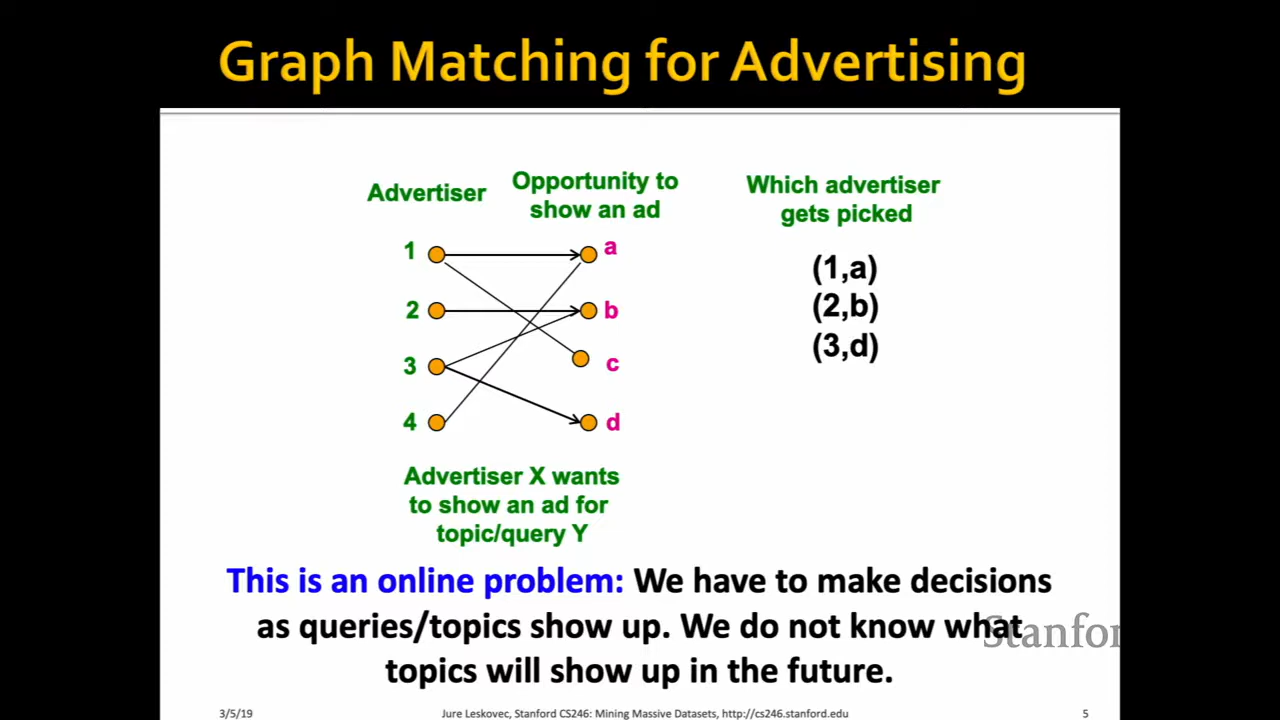 Graph Matching for Advertising
Advertiser
Opportunity to
show an ad
Which advertiser
gets picked
1
a
2
b
3
c
4
d
(1,a)
(2,b)
(3,d)
Advertiser X wants
to show an ad for
topic/query Y
This is an online problem: We have to make decisions
as queries/topics show up. We do not know what
topics will show up in the future.
Stanfor
3/5/19
Jure Leskovec, Stanford CS246: Mining Massive Datasets, http://cs246.stanford.edu
5